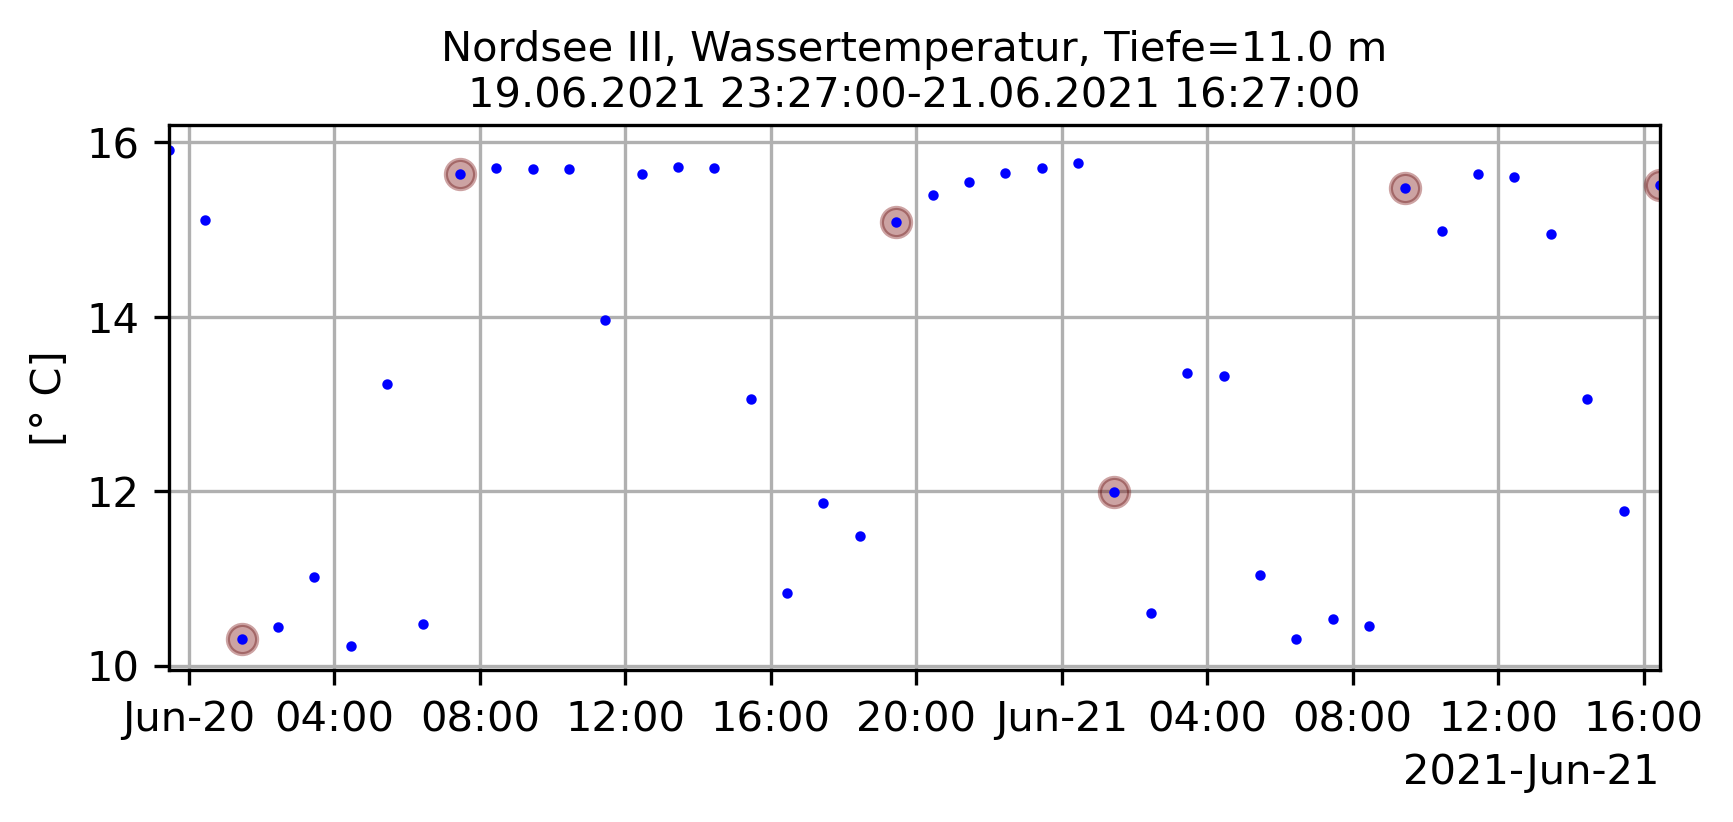 Nordsee III, Wassertemperatur, Tiefe=11.0 m
19.06.2021 23:27:00-21.06.2021 16:27:00
16
14
12
10
[° C]
Jun-20 04:00 08:00 12:00 16:00 20:00 Jun-21 04:00 08:00 12:00 16:00
2021-Jun-21